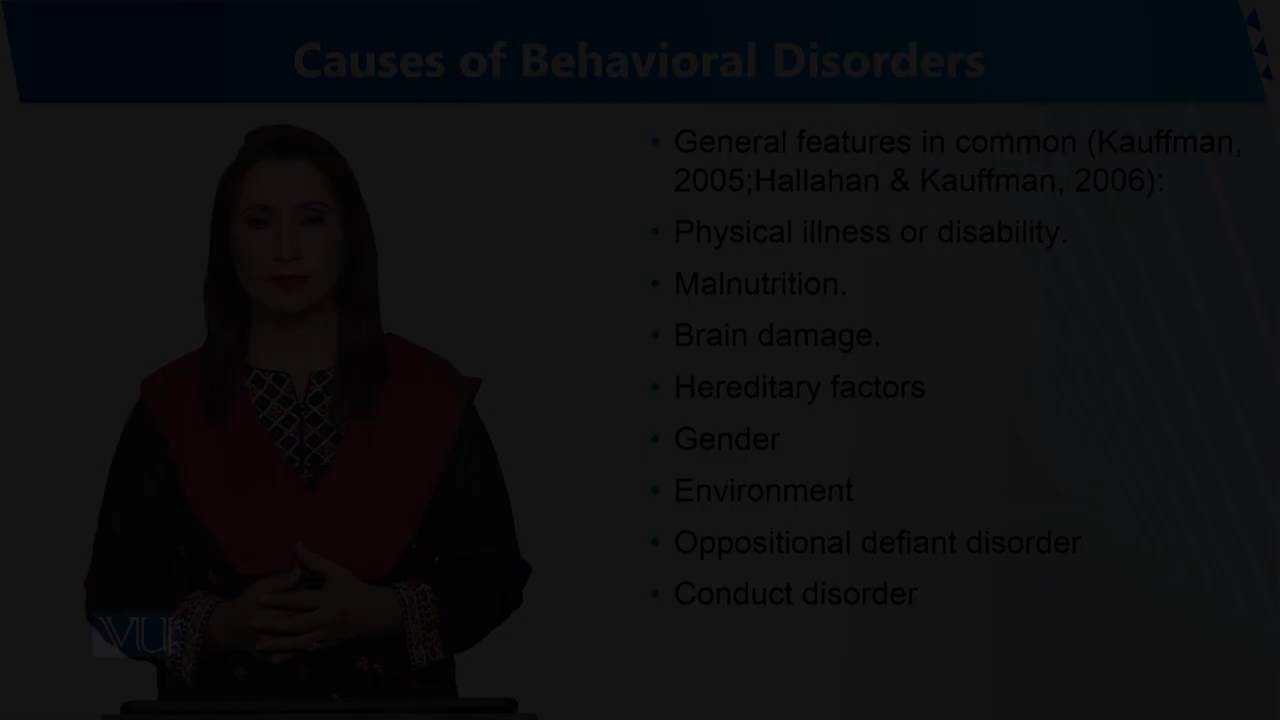 Causes of Behavioral Disorders
• General features in common (Kauffman,
2005;Hallahan & Kauffman, 2006):
• Physical illness or disability.
• Malnutrition.
• Brain damage.
• Hereditary factors
• Gender
• Environment
• Oppositional defiant disorder
• Conduct disorder
VU